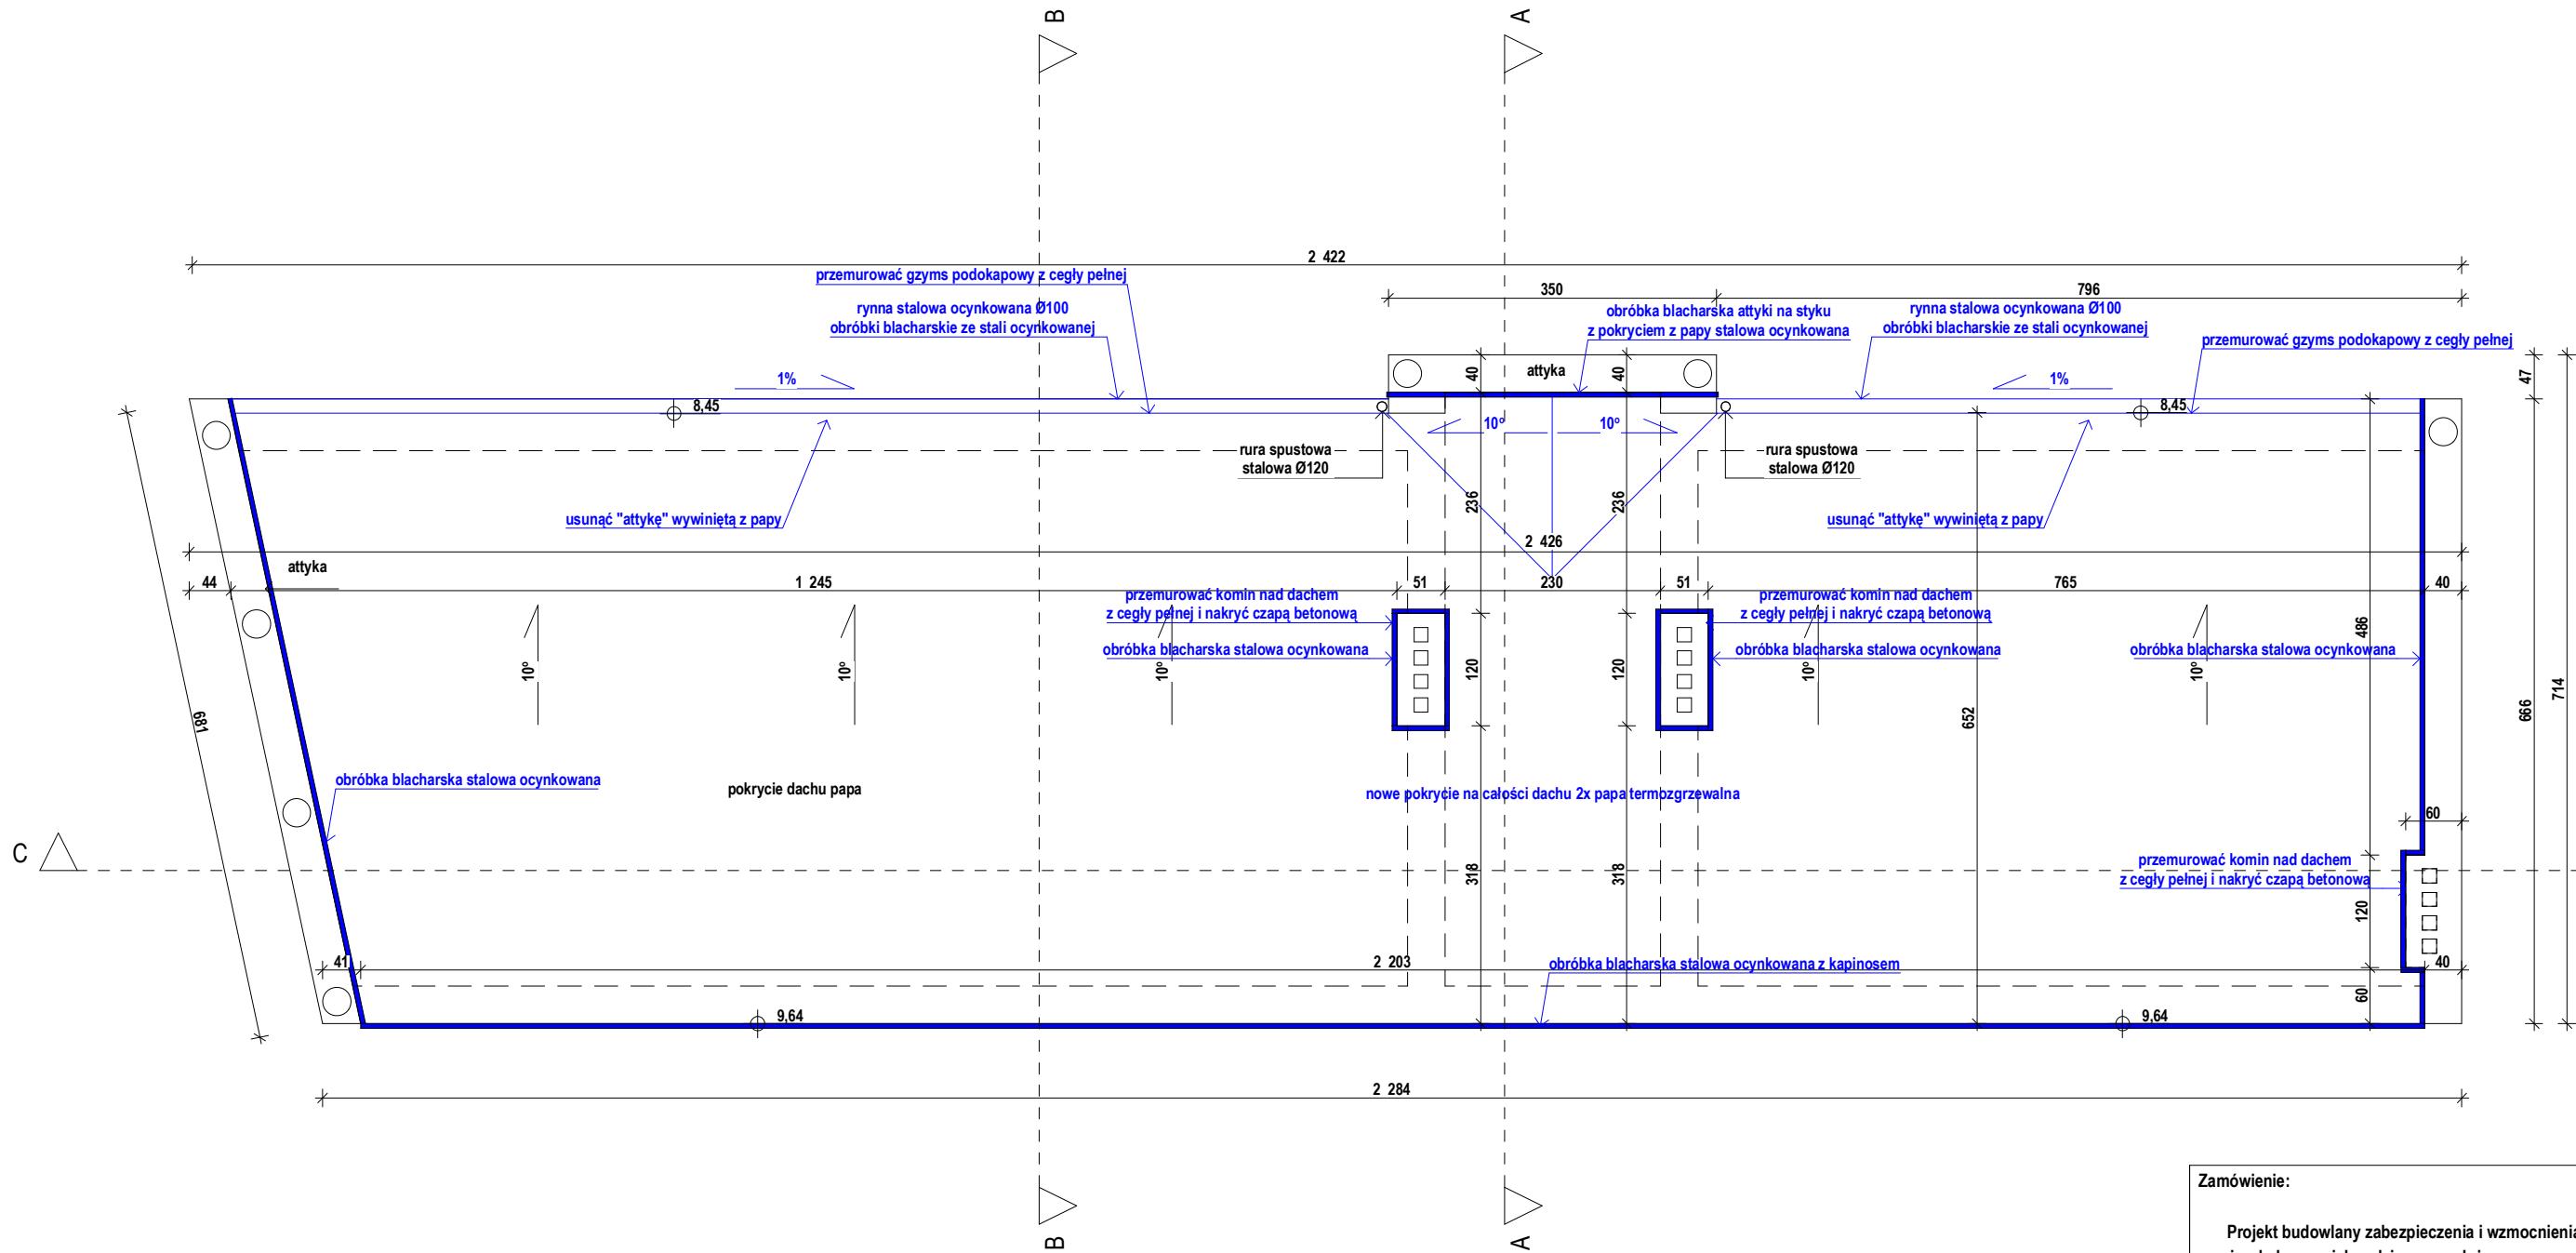 B
A
2 422
przemurować gzyms podokapowy z cegły pełnej
350
796
rynna stalowa ocynkowana Ø100
obróbki blacharskie ze stali ocynkowanej
obróbka blacharska attyki na styku
z pokryciem z papy stalowa ocynkowana
rynna stalowa ocynkowana Ø100
obróbki blacharskie ze stali ocynkowanej
przemurować gzyms podokapowy z cegły pełnej
1%
40
attyka
40
1%
47
8,45
8,45
10°
10°
rura spustowa
stalowa Ø120
rura spustowa
stalowa Ø120
236
236
usunąć "attykę" wywiniętą z papy
usunąć "attykę" wywiniętą z papy
2 426
attyka
44
1 245
51
230
51
765
40
przemurować komin nad dachem
z cegły pełnej i nakryć czapą betonową
przemurować komin nad dachem
z cegły pełnej i nakryć czapą betonową
486
obróbka blacharska stalowa ocynkowana
obróbka blacharska stalowa ocynkowana
obróbka blacharska stalowa ocynkowana
10°
10°
10°
120
120
10°
10°
681
652
666
714
obróbka blacharska stalowa ocynkowana
pokrycie dachu papa
nowe pokrycie na całości dachu 2x papa termozgrzewalna
60
C
318
318
przemurować komin nad dachem
z cegły pełnej i nakryć czapą betonową
120
41
2 203
obróbka blacharska stalowa ocynkowana z kapinosem
40
60
9,64
9,64
2 284
B
A
Zamówienie:
Projekt budowlany zabezpieczenia i wzmocnienia